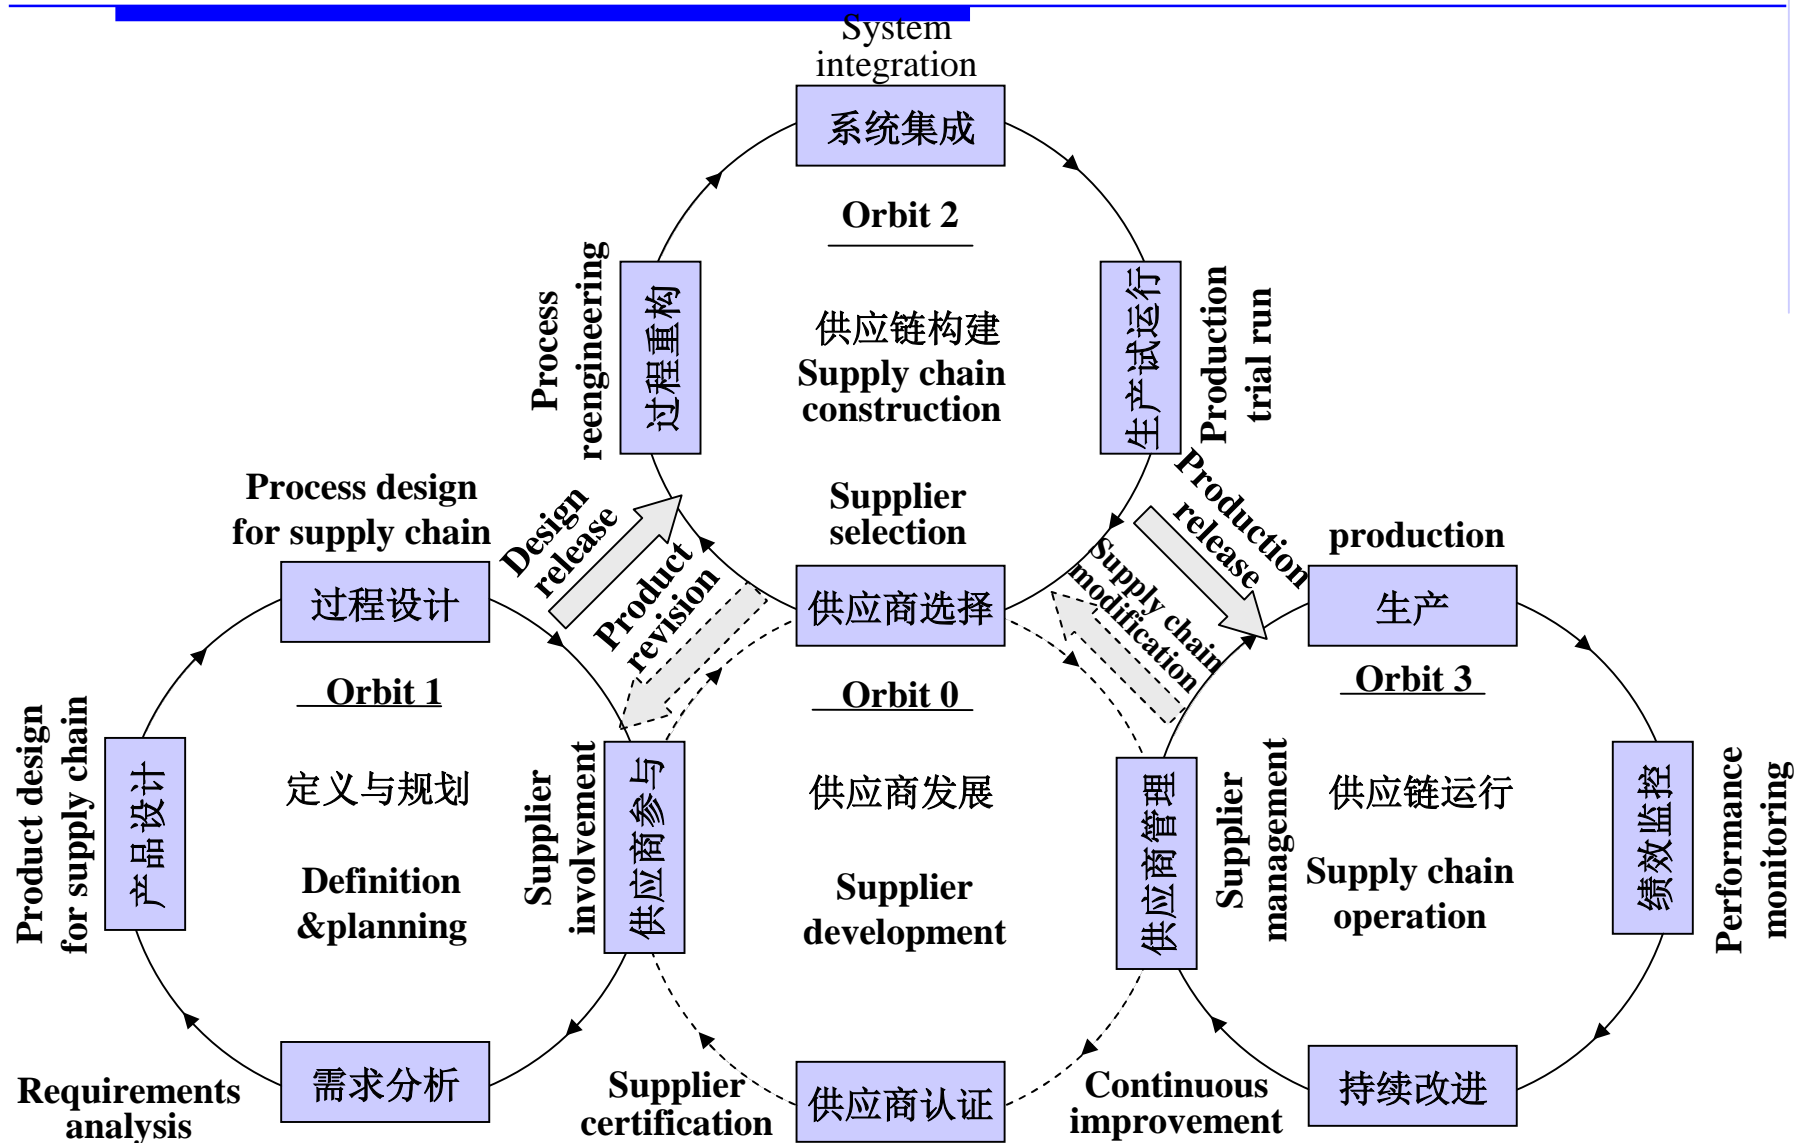 System
integration
系统集成
Orbit 2
Process
reengineering
过程重构
供应链构建
Supply chain
construction
生产试运行
Production
trial run
Process design
for supply chain
Design
release
Product
revision
Supplier
selection
供应商选择
Production
release
Supply chain
modification
production
过程设计
生产
Orbit 1
Orbit 0
Orbit 3
Product design
for supply chain
产品设计
定义与规划
Definition
&planning
Supplier
involvement
供应商参与
供应商发展
Supplier
development
供应商管理
Supplier
management
供应链运行
Supply chain
operation
绩效监控
Performance
monitoring
Requirements
analysis
需求分析
Supplier
certification
供应商认证
Continuous
improvement
持续改进